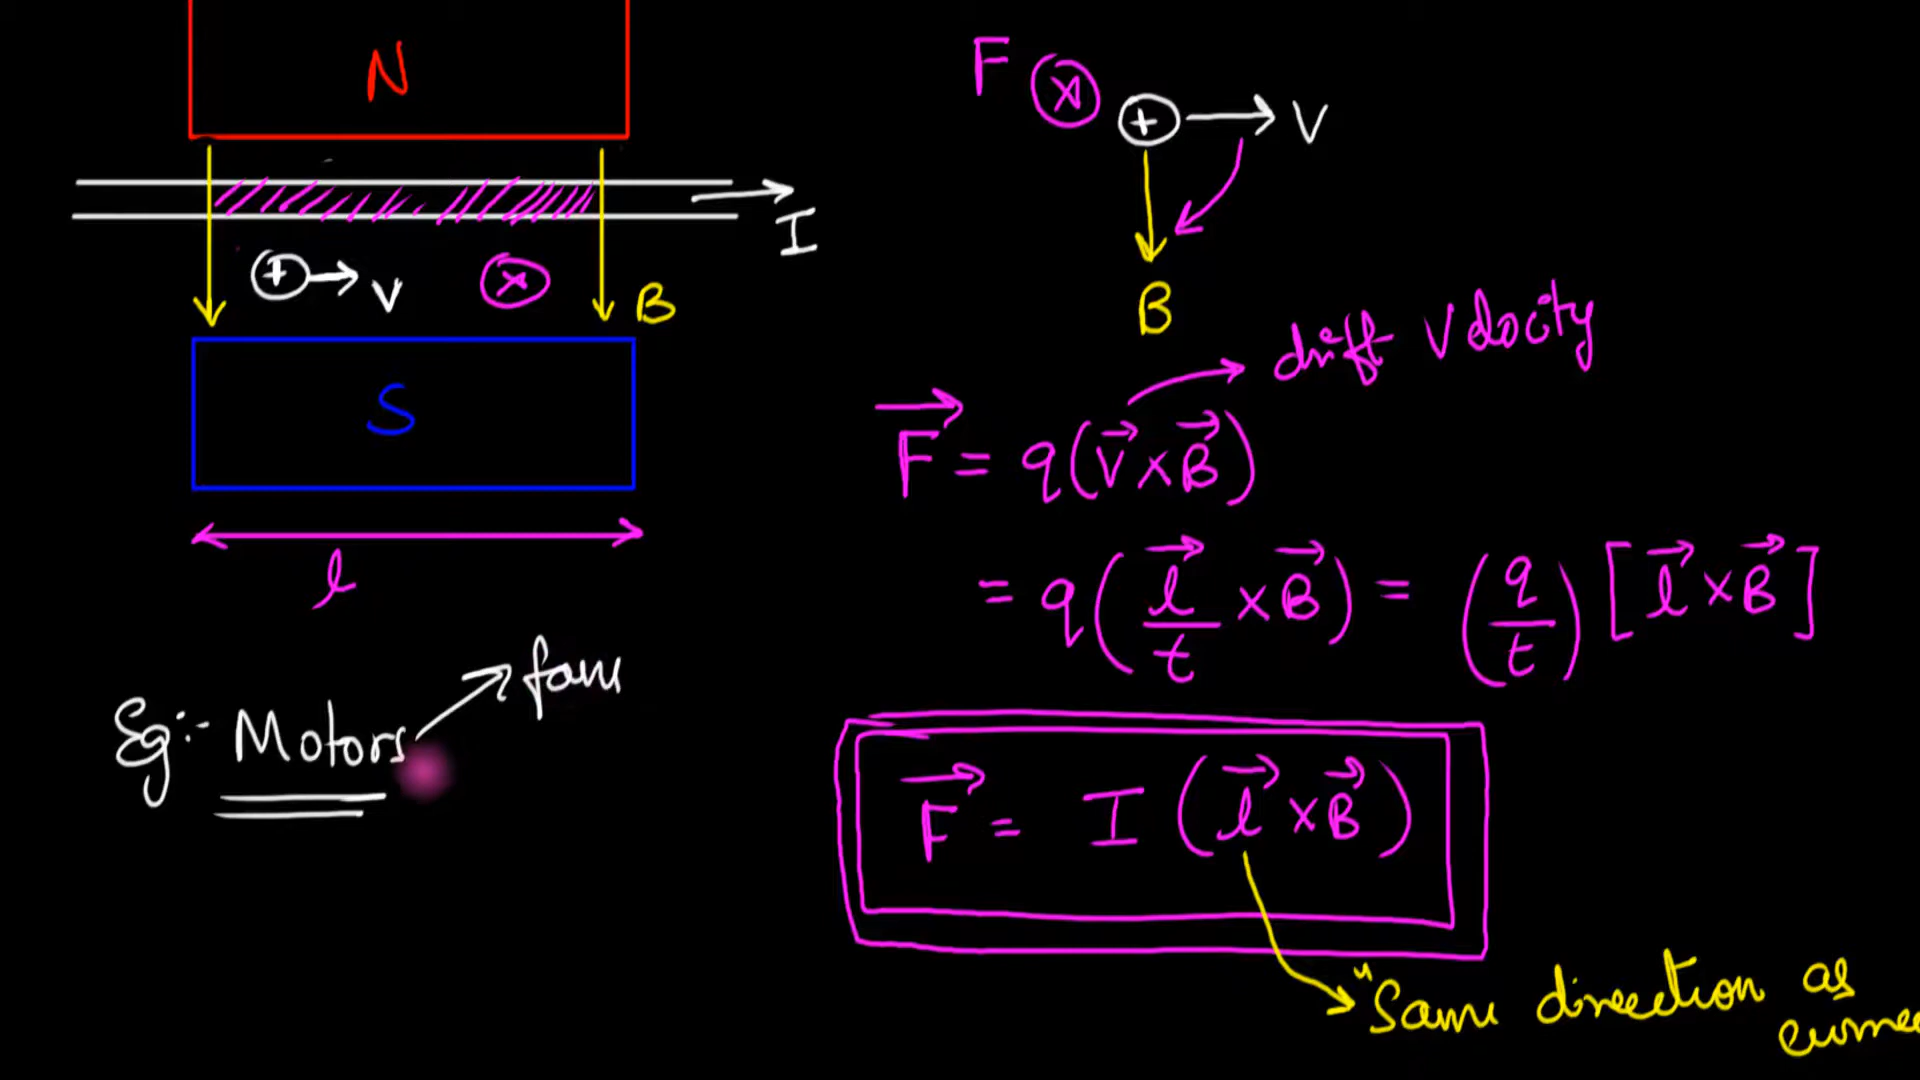 N
I
+ → V ⊗
B
S
l
Eg:- Motors → fans
F ⊗ + → V
B
drift velocity
F⃗ = q(v⃗ × B⃗)
= q(l⃗/t × B⃗) = (q/t) [l⃗ × B⃗]
F⃗ = I (l⃗ × B⃗)
"Same direction as